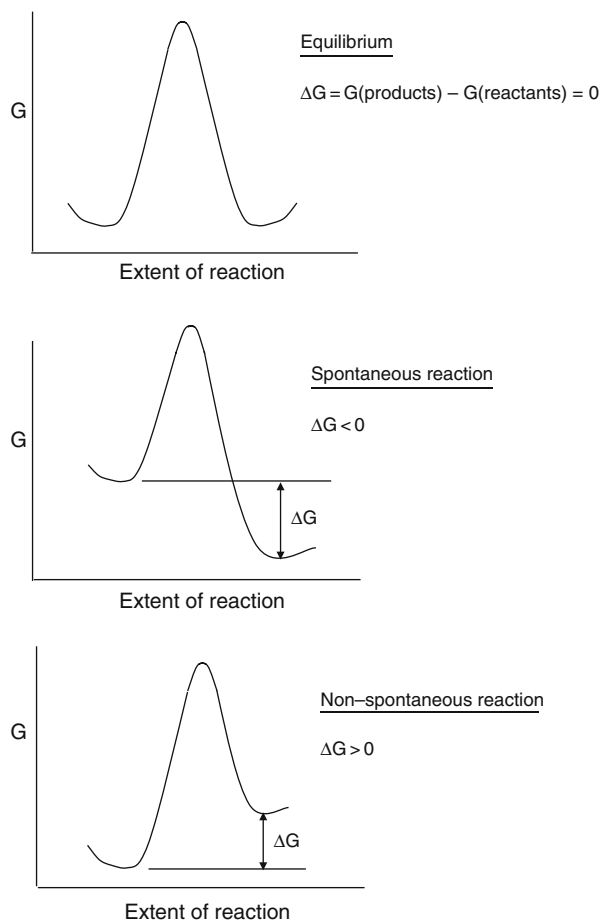 Equilibrium
ΔG = G(products) – G(reactants) = 0
G
Extent of reaction
Spontaneous reaction
ΔG < 0
G
ΔG
Extent of reaction
Non–spontaneous reaction
ΔG > 0
G
ΔG
Extent of reaction